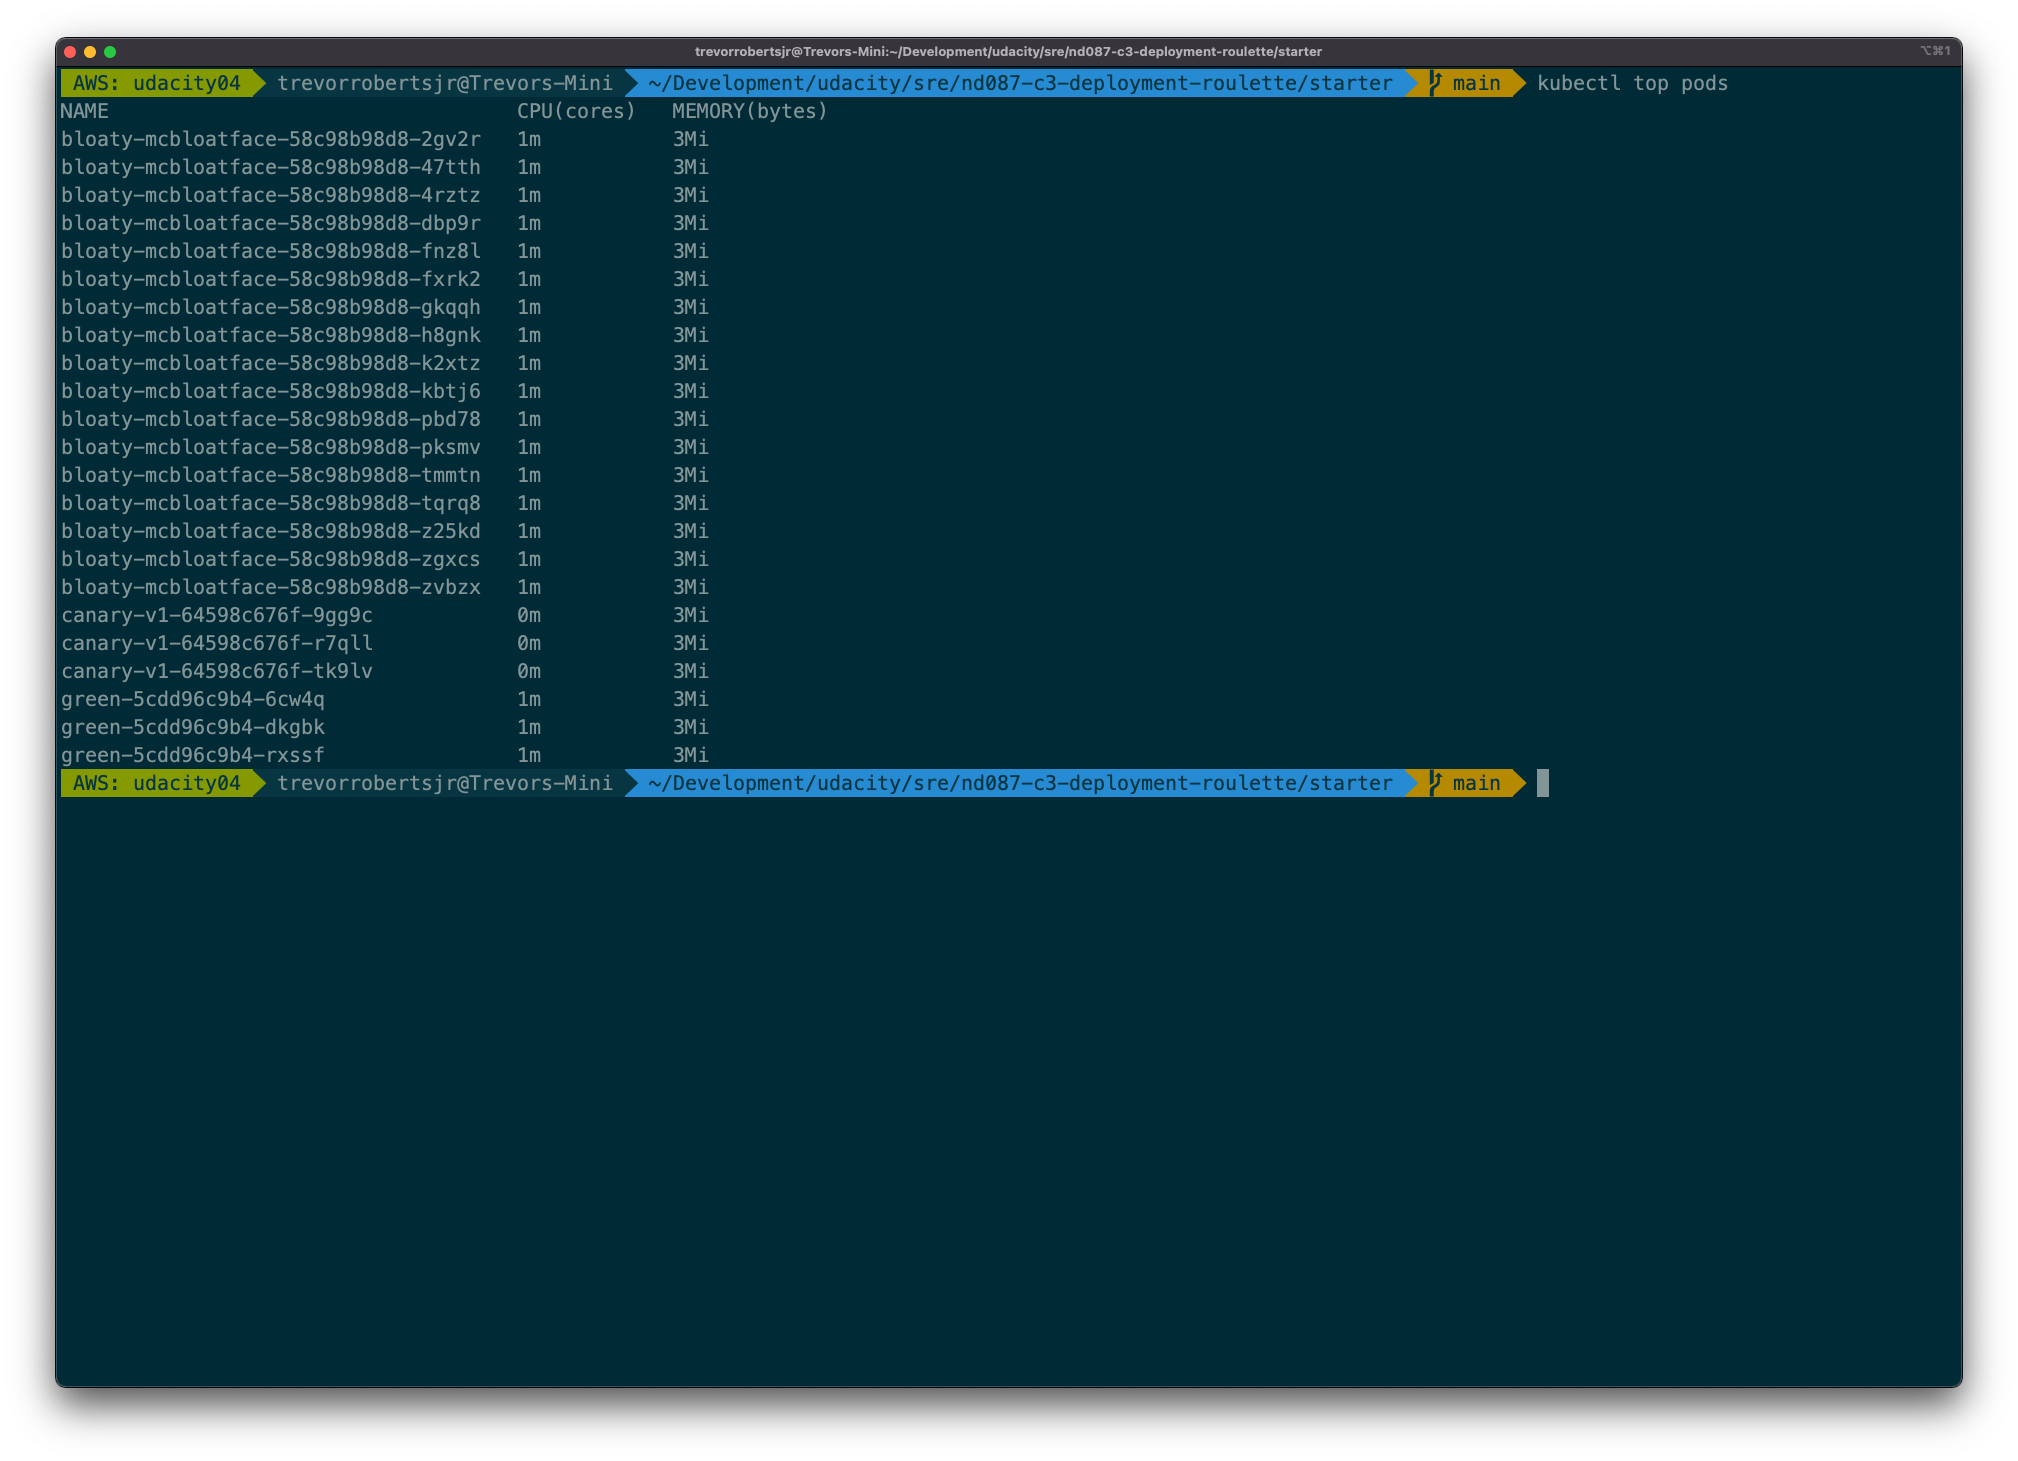 trevorrobertsjr@Trevors-Mini:~/Development/udacity/sre/nd087-c3-deployment-roulette/starter ⌥⌘1
AWS: udacity04 trevorrobertsjr@Trevors-Mini ~/Development/udacity/sre/nd087-c3-deployment-roulette/starter main kubectl top pods
NAME CPU(cores) MEMORY(bytes)
bloaty-mcbloatface-58c98b98d8-2gv2r 1m 3Mi
bloaty-mcbloatface-58c98b98d8-47tth 1m 3Mi
bloaty-mcbloatface-58c98b98d8-4rztz 1m 3Mi
bloaty-mcbloatface-58c98b98d8-dbp9r 1m 3Mi
bloaty-mcbloatface-58c98b98d8-fnz8l 1m 3Mi
bloaty-mcbloatface-58c98b98d8-fxrk2 1m 3Mi
bloaty-mcbloatface-58c98b98d8-gkqqh 1m 3Mi
bloaty-mcbloatface-58c98b98d8-h8gnk 1m 3Mi
bloaty-mcbloatface-58c98b98d8-k2xtz 1m 3Mi
bloaty-mcbloatface-58c98b98d8-kbtj6 1m 3Mi
bloaty-mcbloatface-58c98b98d8-pbd78 1m 3Mi
bloaty-mcbloatface-58c98b98d8-pksmv 1m 3Mi
bloaty-mcbloatface-58c98b98d8-tmmtn 1m 3Mi
bloaty-mcbloatface-58c98b98d8-tqrq8 1m 3Mi
bloaty-mcbloatface-58c98b98d8-z25kd 1m 3Mi
bloaty-mcbloatface-58c98b98d8-zgxcs 1m 3Mi
bloaty-mcbloatface-58c98b98d8-zvbzx 1m 3Mi
canary-v1-64598c676f-9gg9c 0m 3Mi
canary-v1-64598c676f-r7qll 0m 3Mi
canary-v1-64598c676f-tk9lv 0m 3Mi
green-5cdd96c9b4-6cw4q 1m 3Mi
green-5cdd96c9b4-dkgbk 1m 3Mi
green-5cdd96c9b4-rxssf 1m 3Mi
AWS: udacity04 trevorrobertsjr@Trevors-Mini ~/Development/udacity/sre/nd087-c3-deployment-roulette/starter main